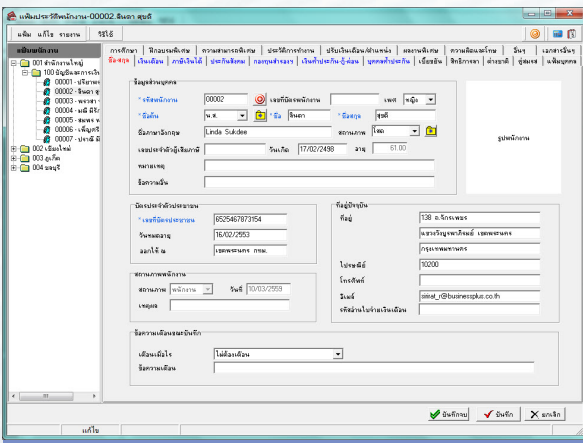 แฟ้มประวัติพนักงาน-00002 จินดา สุขดี
แฟ้ม แก้ไข รายงาน วิธีใช้
แฟ้มพนักงาน
001 สำนักงานใหญ่
100 บัญชีและการเงิน
00002 -จินดา สุ
002 เชียงใหม่
003 ภูเก็ต
004 ชลบุรี
การศึกษา ฝึกอบรมพิเศษ ความสามารถพิเศษ ประวัติการทำงาน ปรับเงินเดือน/ตำแหน่ง ผลงานพิเศษ ความผิดและโทษ อื่นๆ เอกสารอื่นๆ
ชื่อ-สกุล เงินเดือน ภาษีเงินได้ ประกันสังคม กองทุนสำรองฯ เงินค้ำประกัน-กู้-ผ่อน บุคคลค้ำประกัน เบี้ยขยัน สิทธิการลา ต่างชาติ คู่สมรส แฟ้มบุคคล
ข้อมูลส่วนบุคคล
* รหัสพนักงาน 00002 เลขที่บัตรพนักงาน เพศ หญิง
* ชื่อต้น น.ส. * ชื่อ จินดา * ชื่อสกุล สุขดี
ชื่อภาษาอังกฤษ Linda Sukdee สถานภาพ โสด
เลขประจำตัวผู้เสียภาษี วันเกิด 17/02/2498 อายุ 61.00
หมายเหตุ
ข้อความอื่น
รูปพนักงาน
บัตรประจำตัวประชาชน
* เลขที่บัตรประชาชน 6525467873154
วันหมดอายุ 16/02/2553
ออกให้ ณ เขตพระนคร กทม.
ที่อยู่ปัจจุบัน
ที่อยู่ 138 ถ.จักรเพชร
แขวงวังบูรพาภิรมย์ เขตพระนคร
กรุงเทพมหานคร
ไปรษณีย์ 10200
โทรศัพท์
อีเมล์ sirirat_r@businessplus.co.th
รหัสอ่านใบจ่ายเงินเดือน
สถานภาพพนักงาน
สถานภาพ พนักงาน วันที่ 10/03/2559
เหตุผล
ข้อความเตือนขณะบันทึก
เตือนเมื่อไร ไม่ต้องเตือน
ข้อความเตือน
บันทึกจบ บันทึก ยกเลิก
แก้ไข